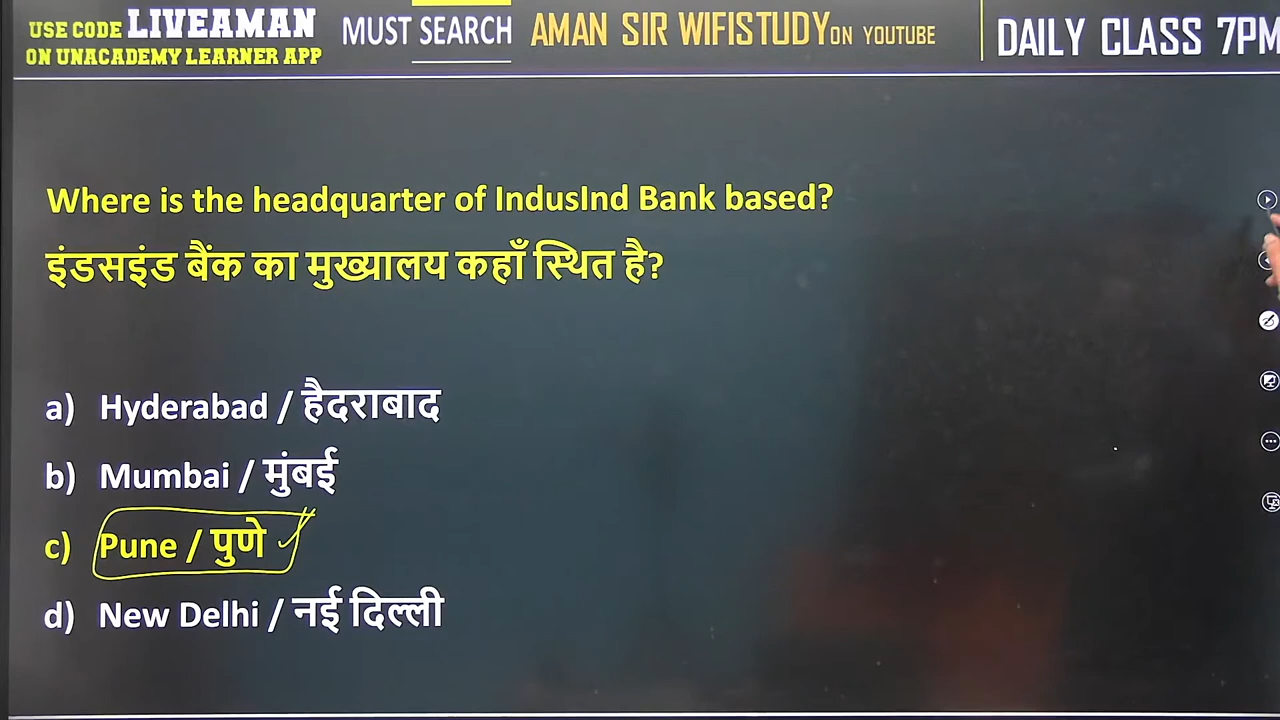 USE CODE LIVEAMAN
ON UNACADEMY LEARNER APP
MUST SEARCH
AMAN SIR WIFISTUDY ON YOUTUBE
DAILY CLASS 7PM
Where is the headquarter of IndusInd Bank based?
इंडसइंड बैंक का मुख्यालय कहाँ स्थित है?
a) Hyderabad / हैदराबाद
b) Mumbai / मुंबई
c) Pune / पुणे
d) New Delhi / नई दिल्ली